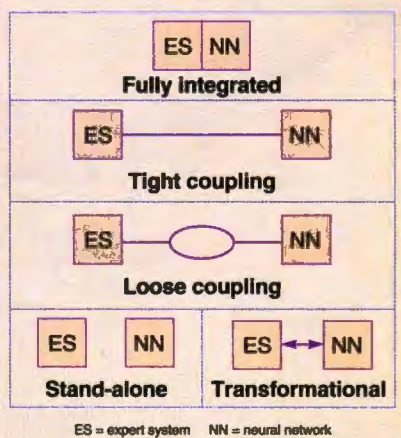 ES NN
Fully integrated
ES NN
Tight coupling
ES NN
Loose coupling
ES NN
Stand-alone
ES NN
Transformational
ES = expert system NN = neural network